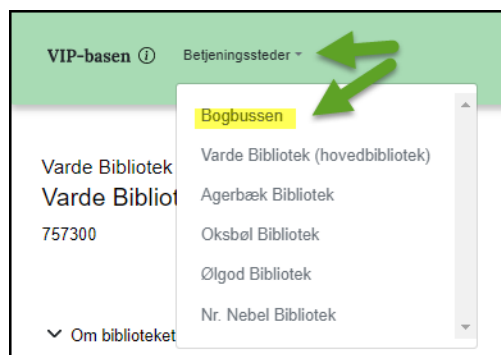 VIP-basen ⓘ Betjeningssteder
Bogbussen
Varde Bibliotek (hovedbibliotek)
Agerbæk Bibliotek
Oksbøl Bibliotek
Ølgod Bibliotek
Nr. Nebel Bibliotek
Varde Bibliotek
Varde Bibliot
757300
Om biblioteket